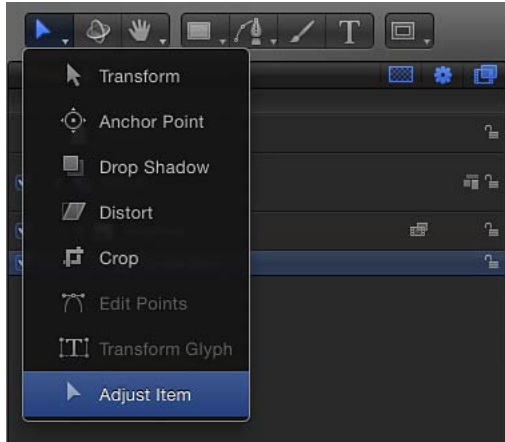 T
Transform
Anchor Point
Drop Shadow
Distort
Crop
Edit Points
T Transform Glyph
Adjust Item